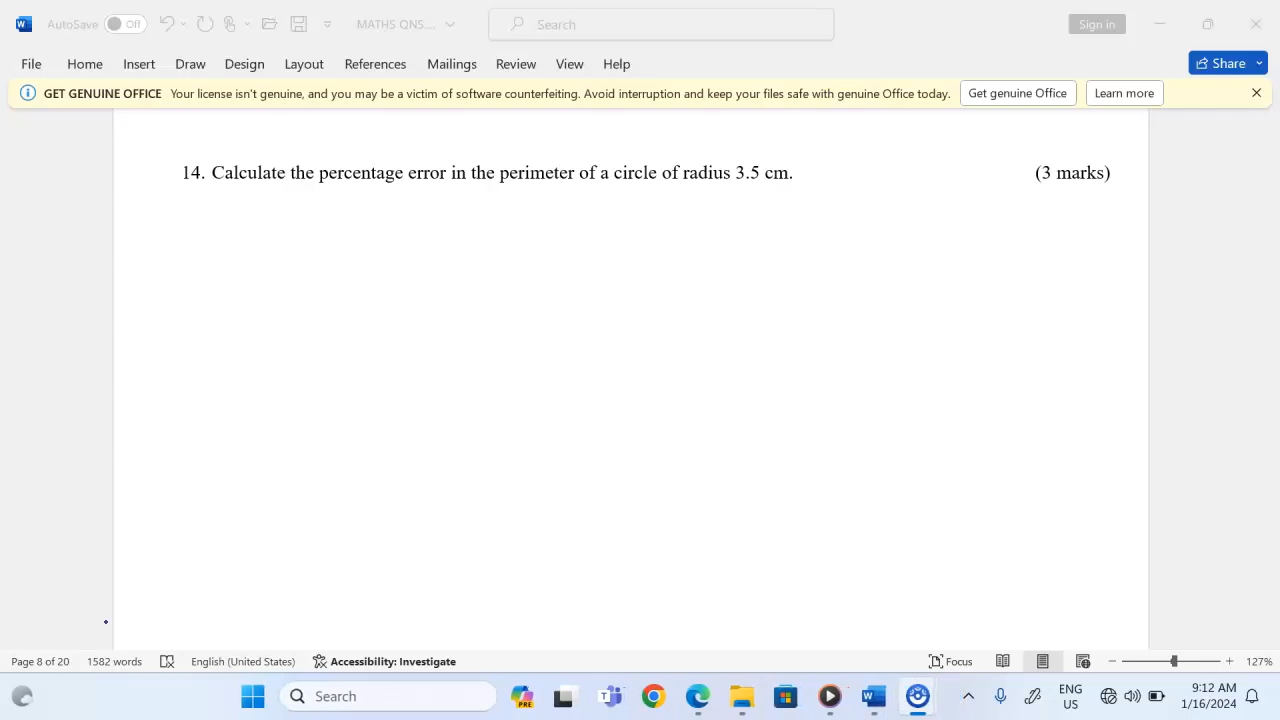 AutoSave Off MATHS QNS.... Search Sign in
File Home Insert Draw Design Layout References Mailings Review View Help Share
GET GENUINE OFFICE Your license isn't genuine, and you may be a victim of software counterfeiting. Avoid interruption and keep your files safe with genuine Office today. Get genuine Office Learn more
14. Calculate the percentage error in the perimeter of a circle of radius 3.5 cm. (3 marks)
Page 8 of 20 1582 words English (United States) Accessibility: Investigate Focus 127%
Search PRE ENG US 9:12 AM 1/16/2024